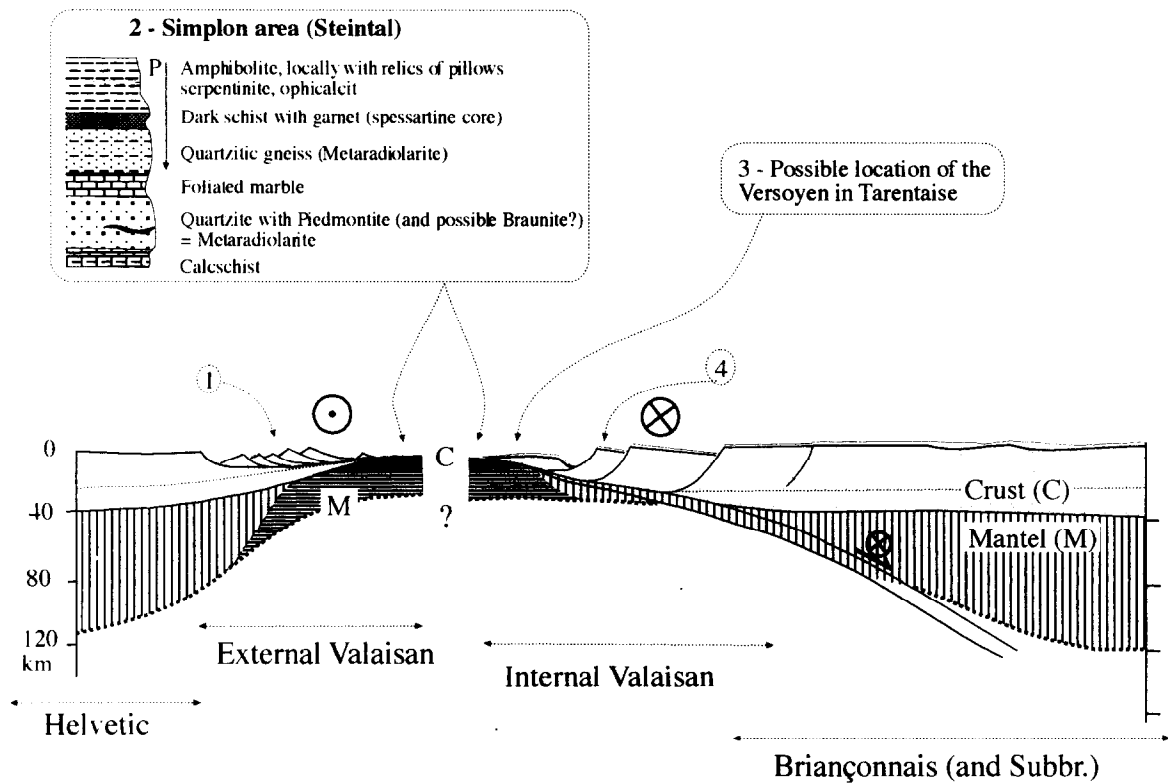 2 - Simplon area (Steintal)
P
Amphibolite, locally with relics of pillows
serpentinite, ophicalcit
Dark schist with garnet (spessartine core)
Quartzitic gneiss (Metaradiolarite)
Foliated marble
Quartzite with Piedmontite (and possible Braunite?)
= Metaradiolarite
Calcschist
3 - Possible location of the
Versoyen in Tarentaise
1
4
0
C
Crust (C)
40
M
?
Mantel (M)
80
120
km
External Valaisan
Internal Valaisan
Helvetic
Briançonnais (and Subbr.)